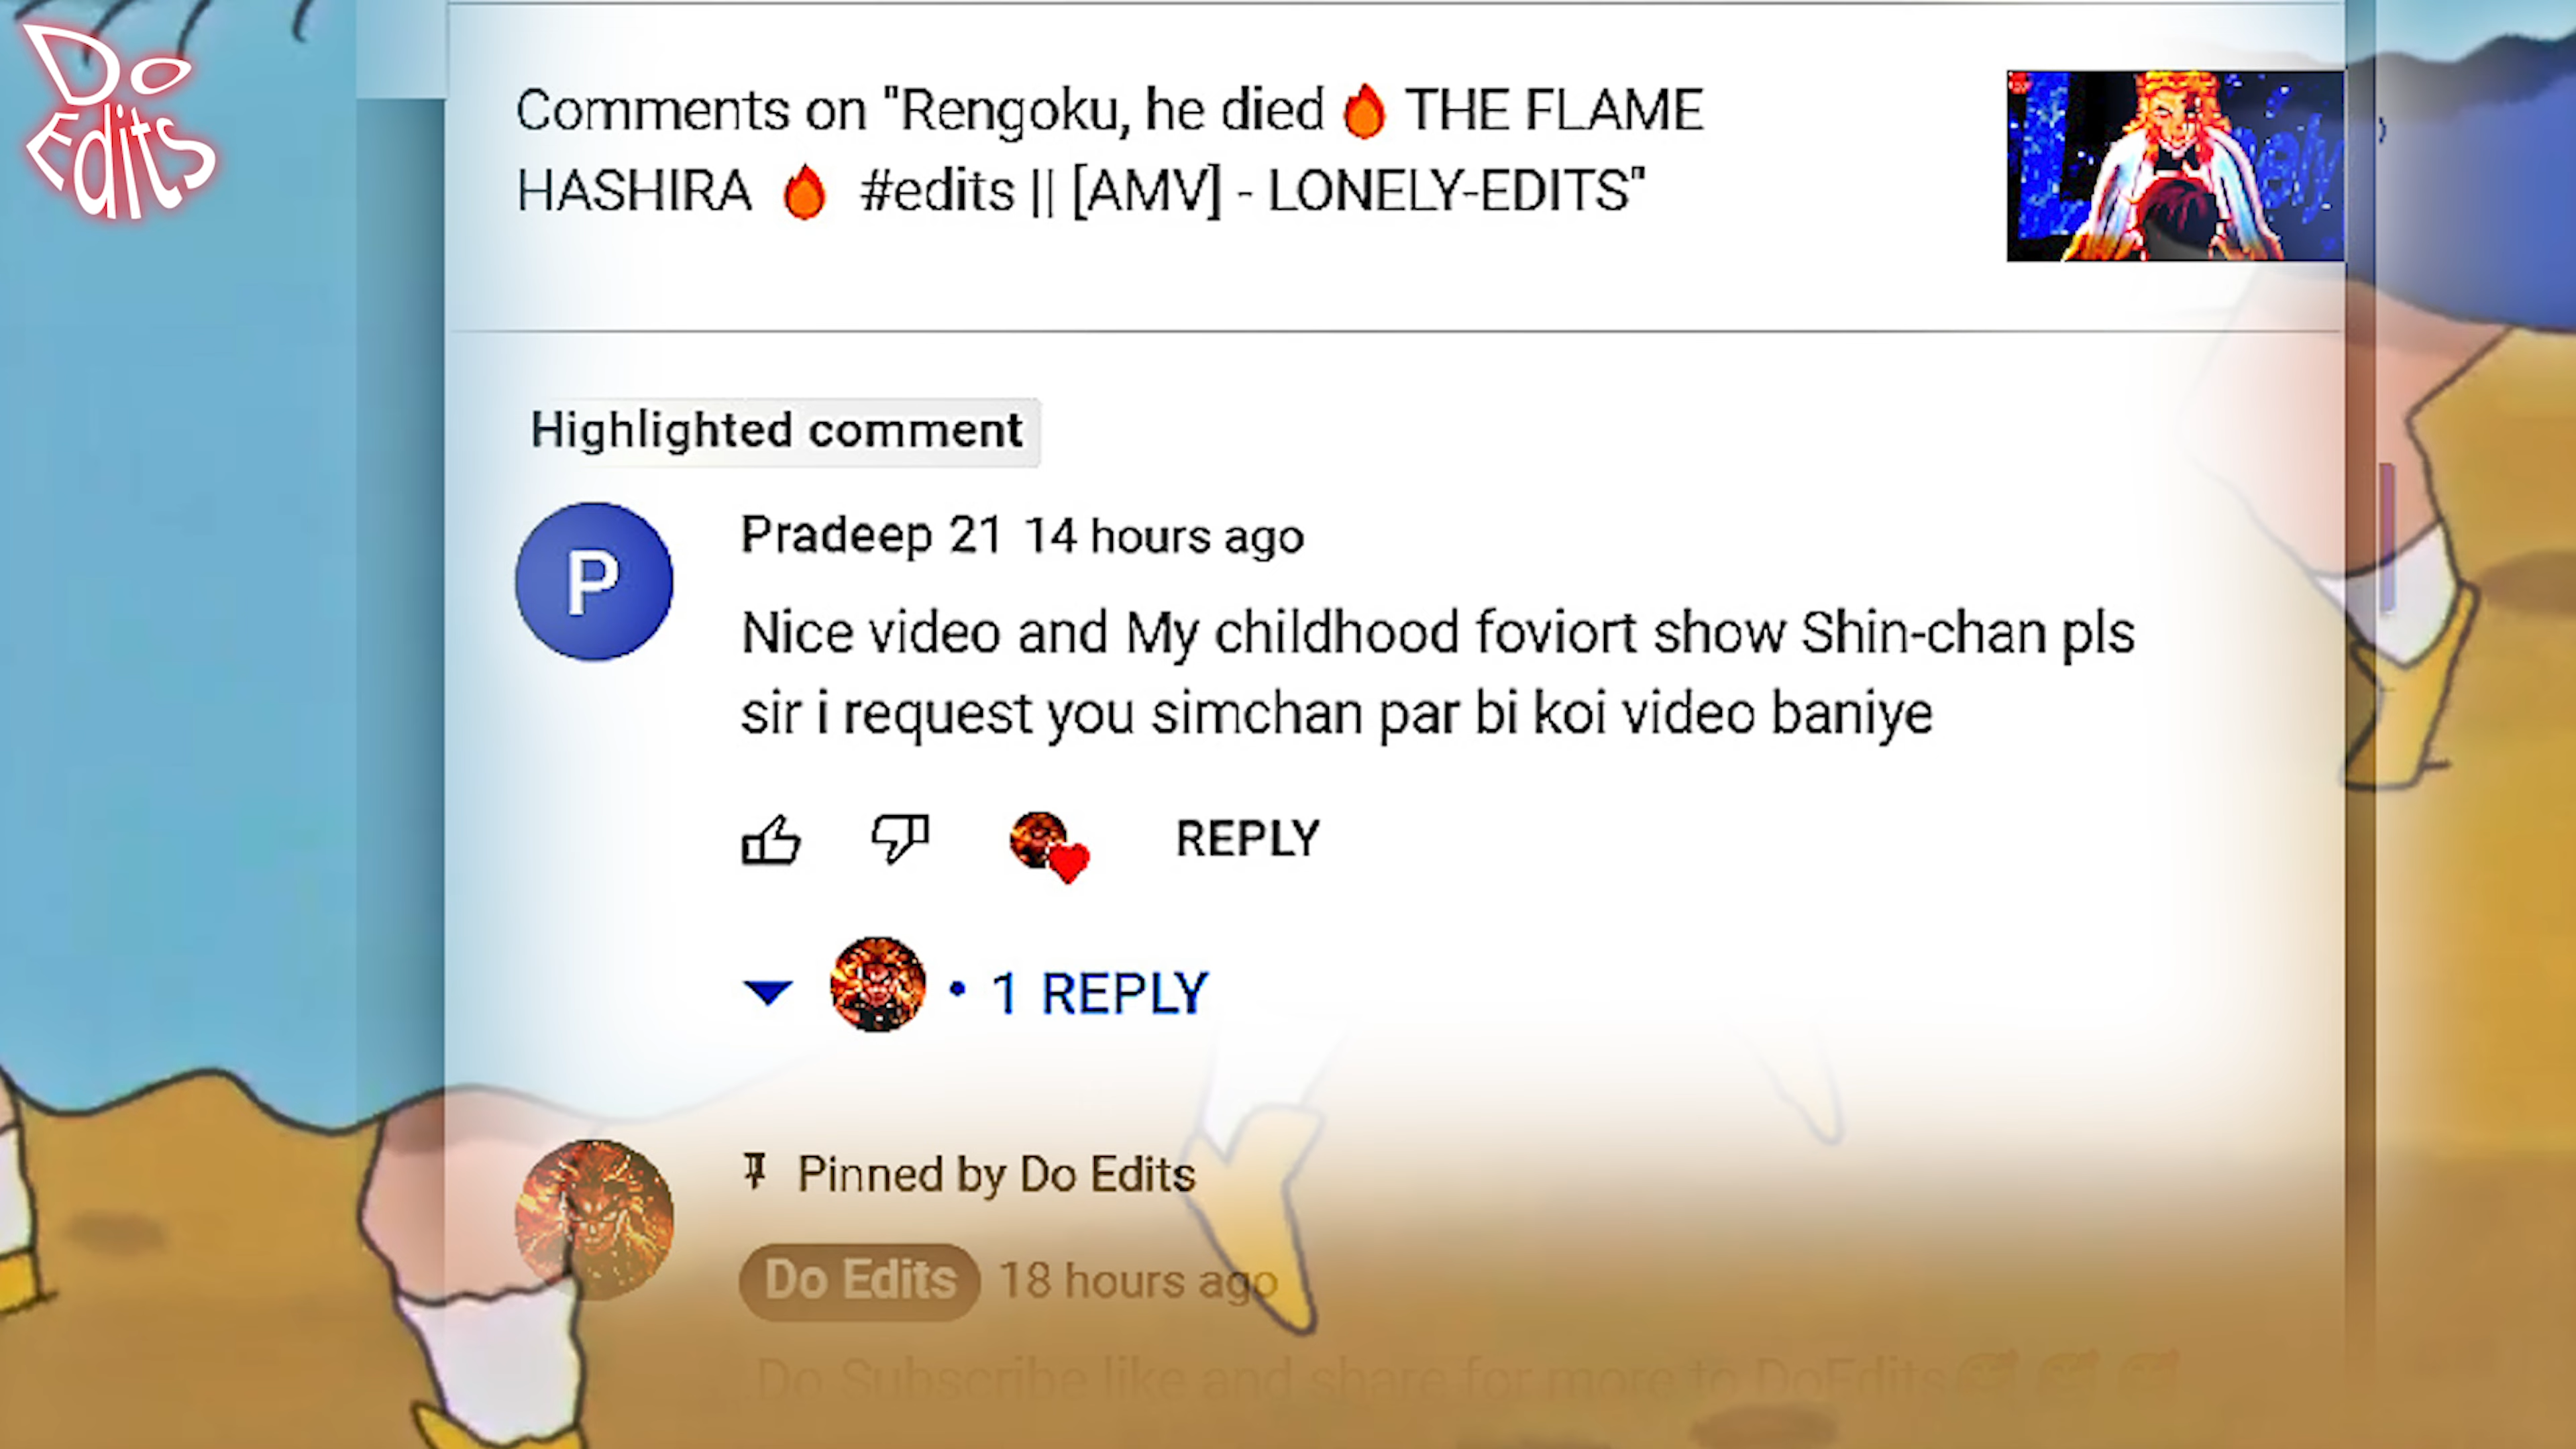 Do
Edits
Comments on "Rengoku, he died 🔥 THE FLAME
HASHIRA 🔥 #edits || [AMV] - LONELY-EDITS"
Highlighted comment
P
Pradeep 21 14 hours ago
Nice video and My childhood foviort show Shin-chan pls
sir i request you simchan par bi koi video baniye
REPLY
• 1 REPLY
Pinned by Do Edits
Do Edits 18 hours ago
Do Subscribe like and share for more to DoEdits